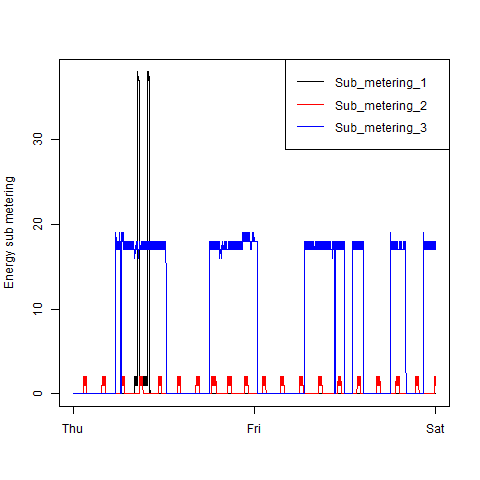 Sub_metering_1
Sub_metering_2
Sub_metering_3
Energy sub metering
30
20
10
0
Thu Fri Sat